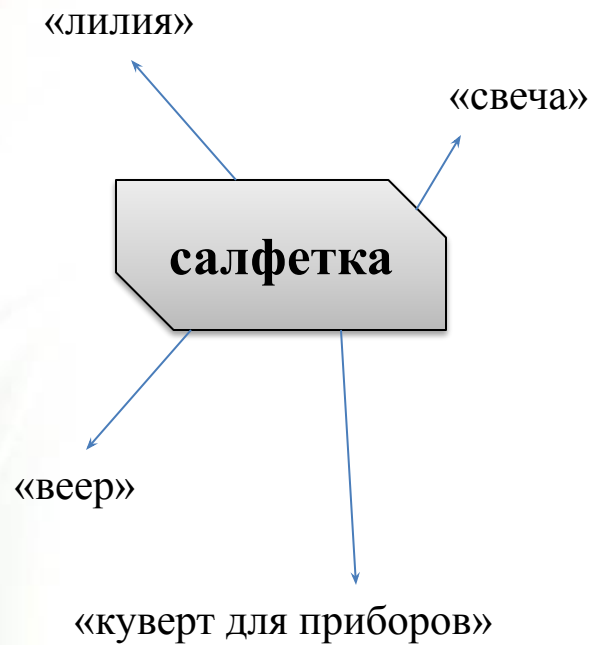 «лилия»
«свеча»
салфетка
«веер»
«куверт для приборов»